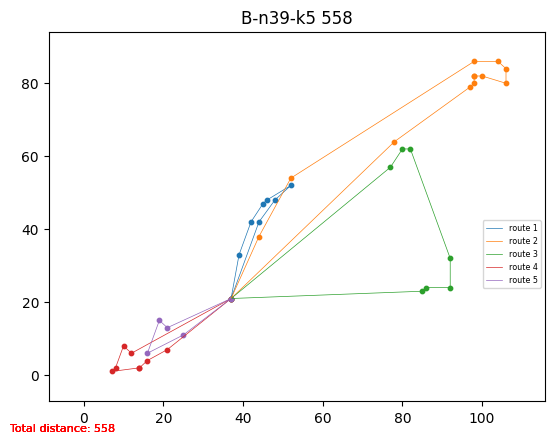 B-n39-k5 558
80
60
40
20
0
0 20 40 60 80 100
route 1
route 2
route 3
route 4
route 5
Total distance: 558